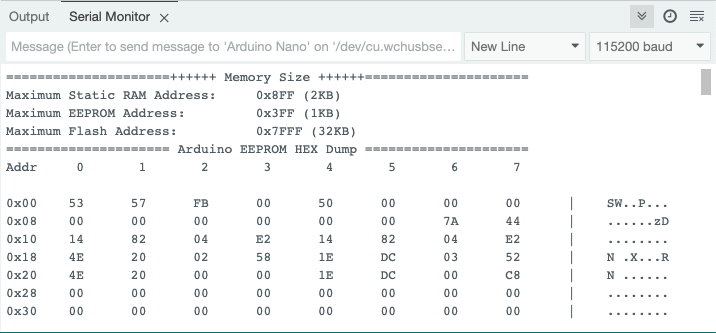 Output Serial Monitor ×
Message (Enter to send message to 'Arduino Nano' on '/dev/cu.wchusbse... New Line 115200 baud
=====================++++++ Memory Size ++++++=====================
Maximum Static RAM Address: 0x8FF (2KB)
Maximum EEPROM Address: 0x3FF (1KB)
Maximum Flash Address: 0x7FFF (32KB)
===================== Arduino EEPROM HEX Dump =====================
Addr 0 1 2 3 4 5 6 7
0x00 53 57 FB 00 50 00 00 00 | SW..P...
0x08 00 00 00 00 00 00 7A 44 | ......zD
0x10 14 82 04 E2 14 82 04 E2 | ........
0x18 4E 20 02 58 1E DC 03 52 | N .X...R
0x20 4E 20 00 00 1E DC 00 C8 | N ......
0x28 00 00 00 00 00 00 00 00 | ........
0x30 00 00 00 00 00 00 00 00 | ........